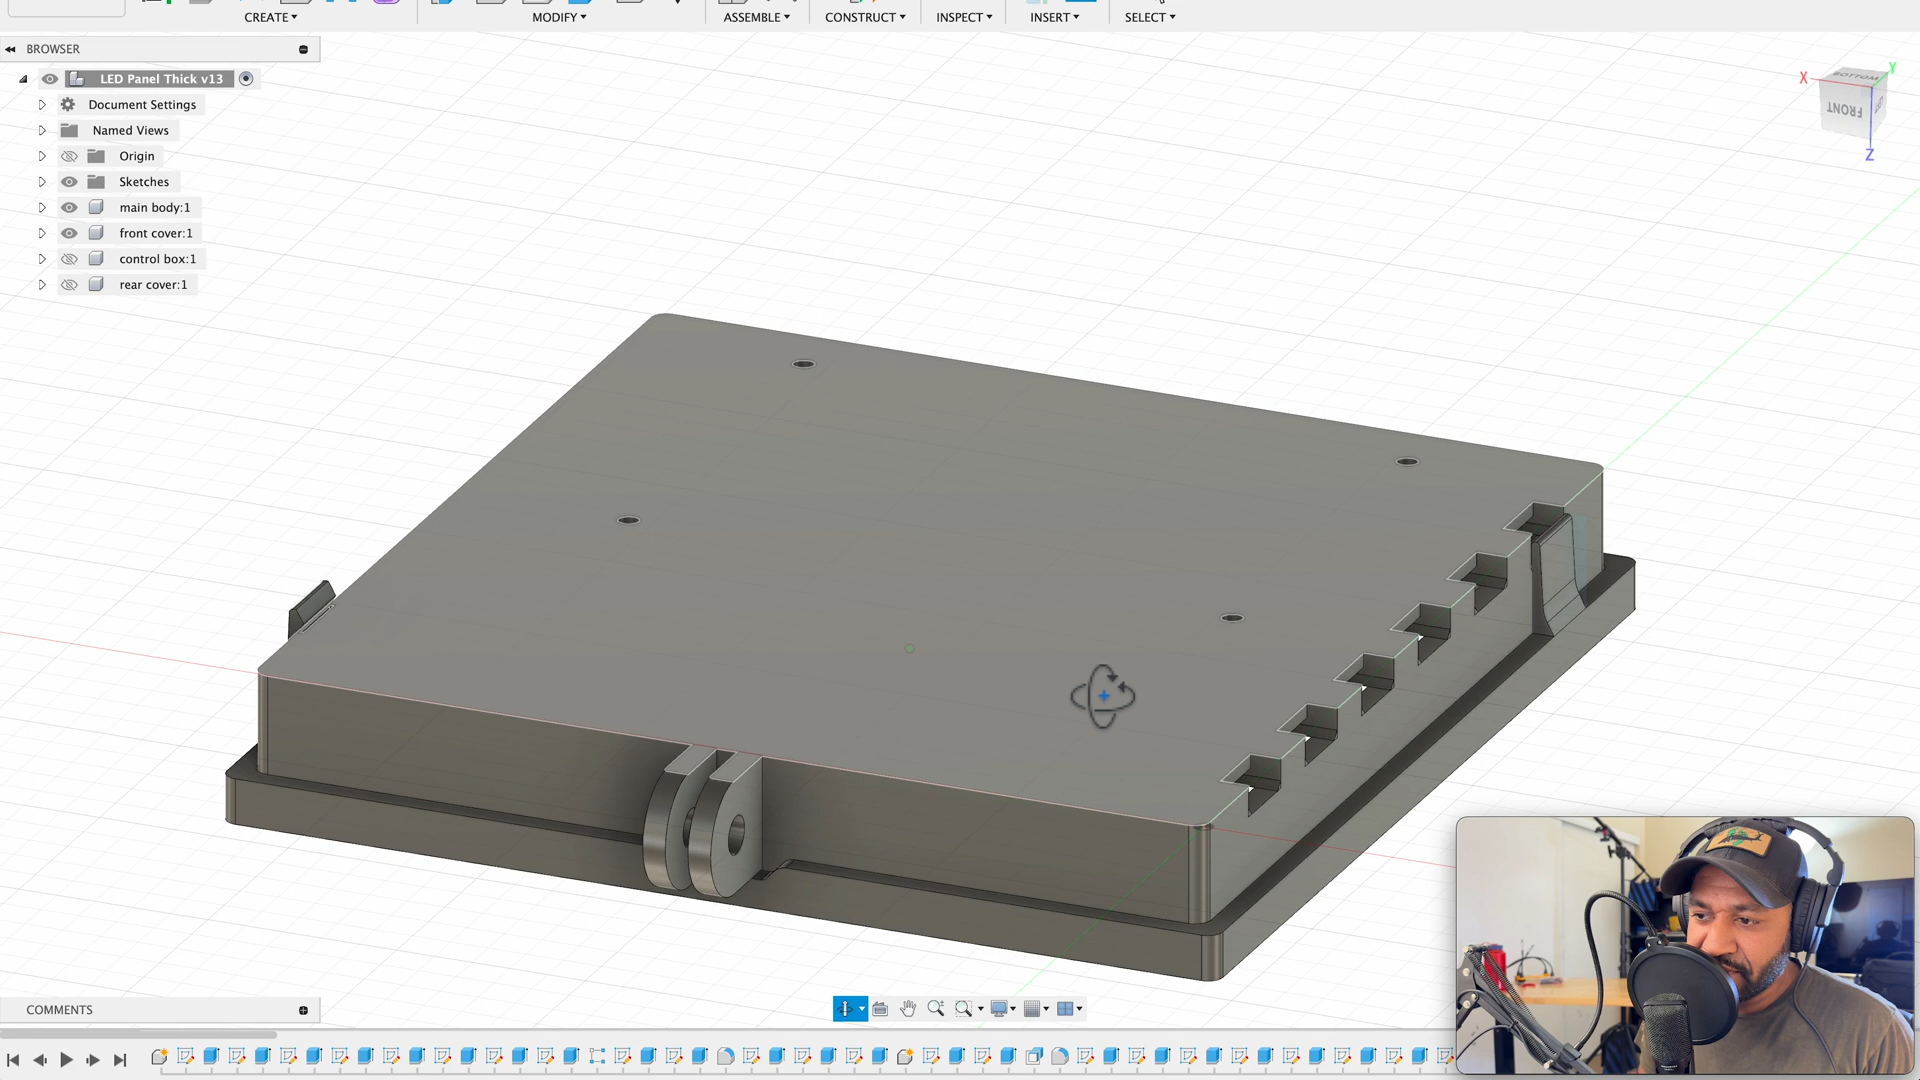 CREATE MODIFY ASSEMBLE CONSTRUCT INSPECT INSERT SELECT
BROWSER
LED Panel Thick v13
Document Settings
Named Views
Origin
Sketches
main body:1
front cover:1
control box:1
rear cover:1
X Y
BOTTOM
FRONT
LEFT
Z
COMMENTS